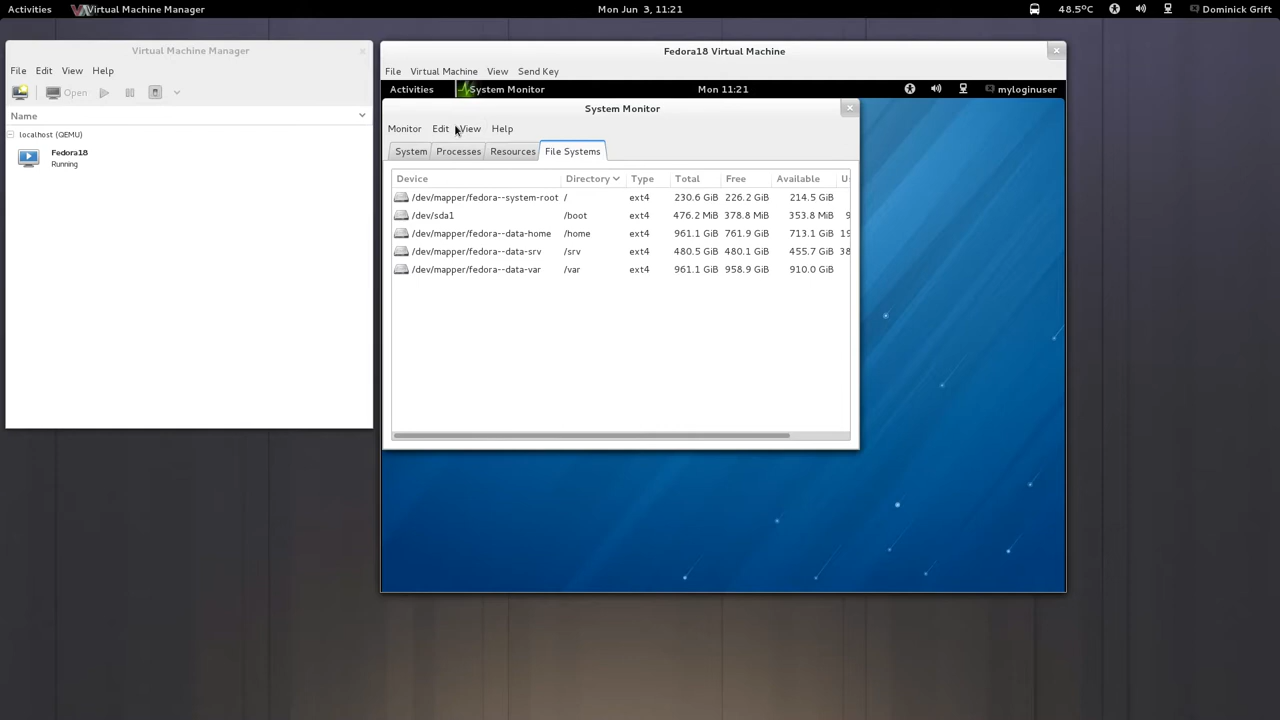 Activities Virtual Machine Manager Mon Jun 3, 11:21 48.5°C Dominick Grift
Virtual Machine Manager
File Edit View Help
Open
Name
localhost (QEMU)
Fedora18
Running
Fedora18 Virtual Machine
File Virtual Machine View Send Key
Activities System Monitor Mon 11:21 myloginuser
System Monitor
Monitor Edit View Help
System Processes Resources File Systems
Device Directory Type Total Free Available
/dev/mapper/fedora--system-root / ext4 230.6 GiB 226.2 GiB 214.5 GiB
/dev/sda1 /boot ext4 476.2 MiB 378.8 MiB 353.8 MiB 9
/dev/mapper/fedora--data-home /home ext4 961.1 GiB 761.9 GiB 713.1 GiB 19
/dev/mapper/fedora--data-srv /srv ext4 480.5 GiB 480.1 GiB 455.7 GiB 38
/dev/mapper/fedora--data-var /var ext4 961.1 GiB 958.9 GiB 910.0 GiB